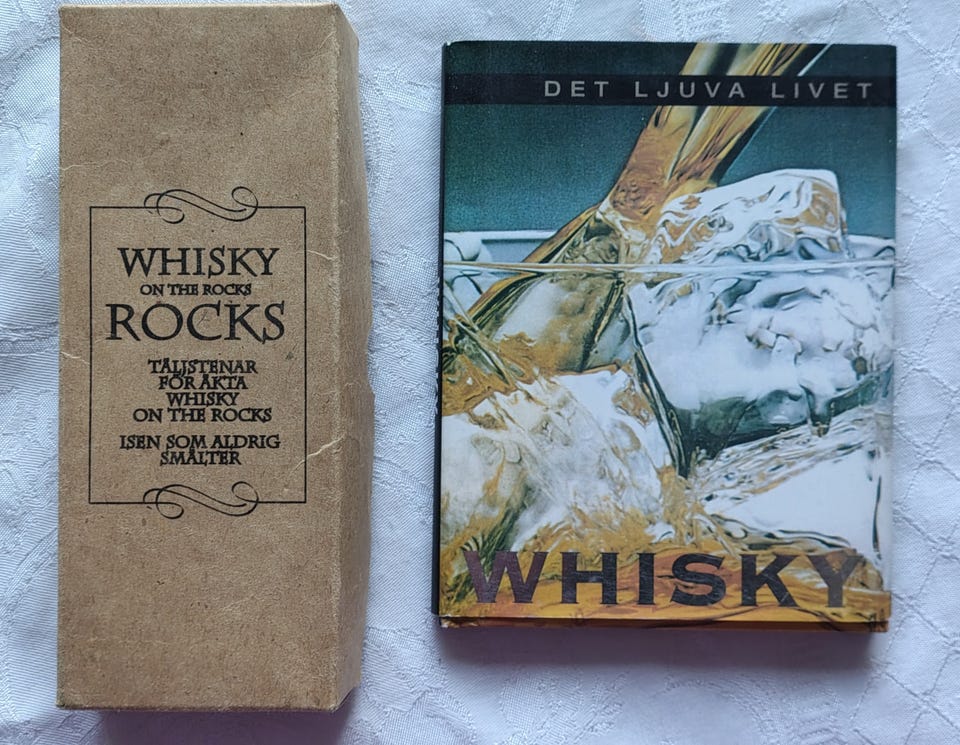 WHISKY
ON THE ROCKS
ROCKS
TÄLJSTENAR
FÖR ÄKTA
WHISKY
ON THE ROCKS
ISEN SOM ALDRIG
SMÄLTER
DET LJUVA LIVET
WHISKY